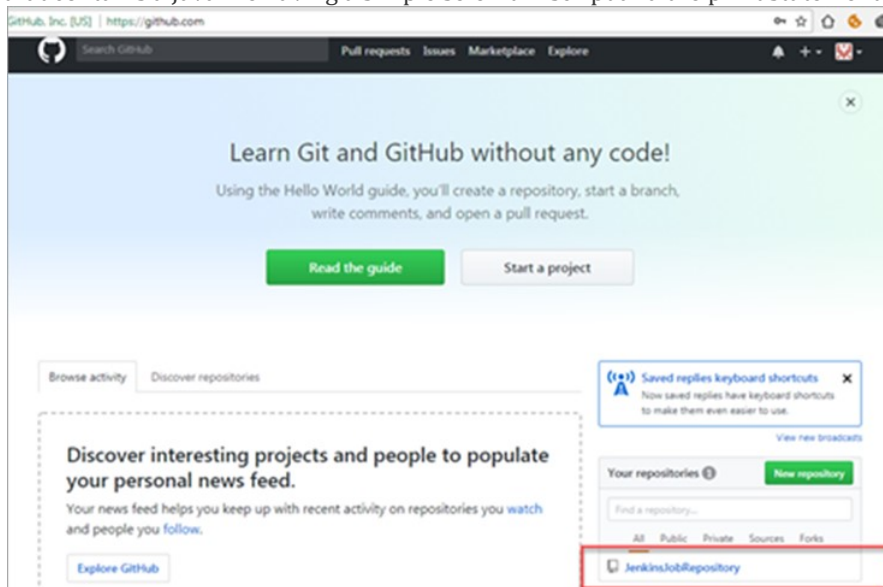 GitHub, Inc. [US] | https://github.com
Search GitHub
Pull requests Issues Marketplace Explore
Learn Git and GitHub without any code!
Using the Hello World guide, you'll create a repository, start a branch,
write comments, and open a pull request.
Read the guide
Start a project
Browse activity
Discover repositories
Discover interesting projects and people to populate
your personal news feed.
Your news feed helps you keep up with recent activity on repositories you watch
and people you follow.
Explore GitHub
Saved replies keyboard shortcuts
Now saved replies have keyboard shortcuts
to make them even easier to use.
View new broadcasts
Your repositories
New repository
Find a repository...
All Public Private Sources Forks
JenkinsJobRepository